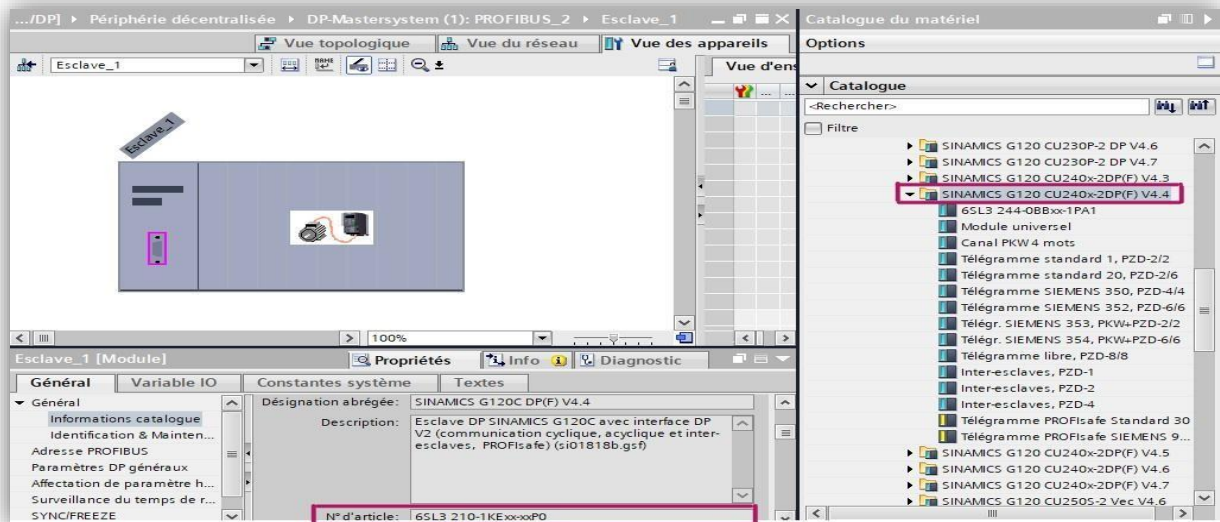 .../DP] ▸ Périphérie décentralisée ▸ DP-Mastersystem (1): PROFIBUS_2 ▸ Esclave_1
Vue topologique
Vue du réseau
Vue des appareils
Esclave_1
Vue d'ens
Esclave_1
100%
Esclave_1 [Module]
Propriétés
Info
Diagnostic
Général
Variable IO
Constantes système
Textes
Général
Informations catalogue
Identification & Mainten...
Adresse PROFIBUS
Paramètres DP généraux
Affectation de paramètre h...
Surveillance du temps de r...
SYNC/FREEZE
Désignation abrégée: SINAMICS G120C DP(F) V4.4
Description: Esclave DP SINAMICS G120C avec interface DP
V2 (communication cyclique, acyclique et inter-
esclaves, PROFIsafe) (si01818b.gsf)
N° d'article: 6SL3 210-1KExx-xxP0
Catalogue du matériel
Options
Catalogue
<Rechercher>
Filtre
SINAMICS G120 CU230P-2 DP V4.6
SINAMICS G120 CU230P-2 DP V4.7
SINAMICS G120 CU240x-2DP(F) V4.3
SINAMICS G120 CU240x-2DP(F) V4.4
6SL3 244-0BBxx-1PA1
Module universel
Canal PKW 4 mots
Télégramme standard 1, PZD-2/2
Télégramme standard 20, PZD-2/6
Télégramme SIEMENS 350, PZD-4/4
Télégramme SIEMENS 352, PZD-6/6
Télégr. SIEMENS 353, PKW+PZD-2/2
Télégr. SIEMENS 354, PKW+PZD-6/6
Télégramme libre, PZD-8/8
Inter-esclaves, PZD-1
Inter-esclaves, PZD-2
Inter-esclaves, PZD-4
Télégramme PROFIsafe Standard 30
Télégramme PROFIsafe SIEMENS 9...
SINAMICS G120 CU240x-2DP(F) V4.5
SINAMICS G120 CU240x-2DP(F) V4.6
SINAMICS G120 CU240x-2DP(F) V4.7
SINAMICS G120 CU250S-2 Vec V4.6